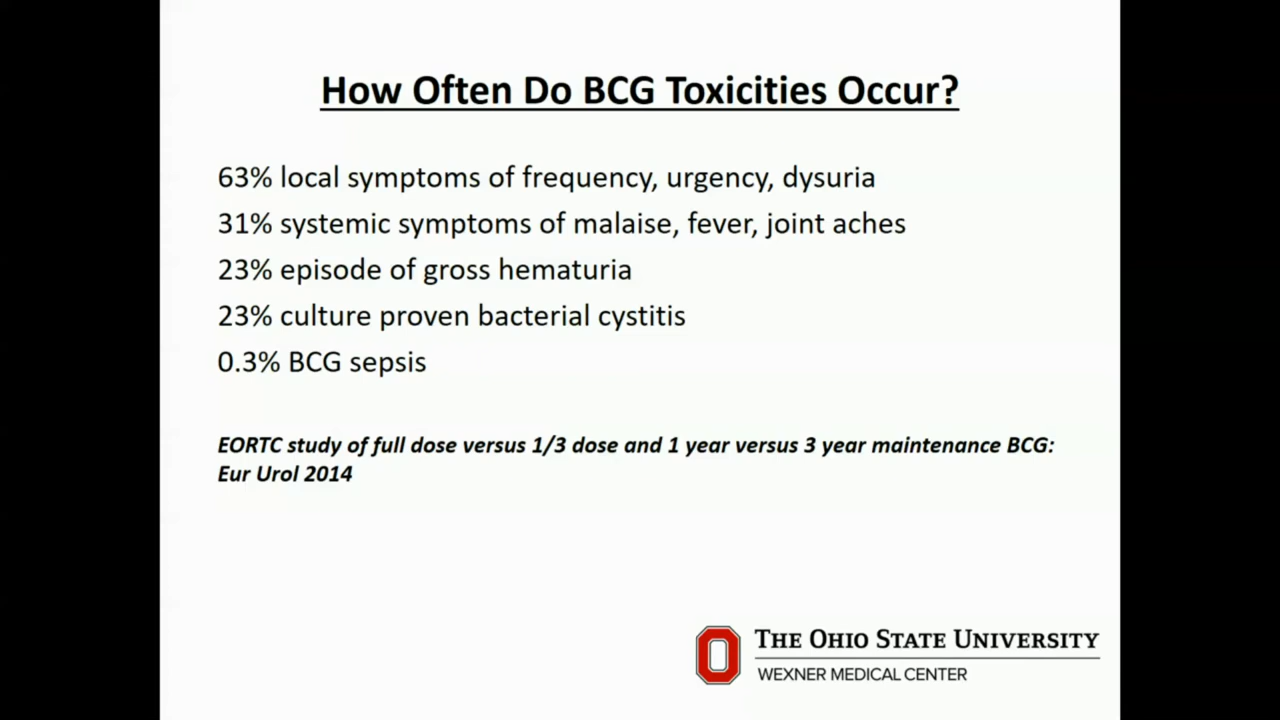 How Often Do BCG Toxicities Occur?
63% local symptoms of frequency, urgency, dysuria
31% systemic symptoms of malaise, fever, joint aches
23% episode of gross hematuria
23% culture proven bacterial cystitis
0.3% BCG sepsis
EORTC study of full dose versus 1/3 dose and 1 year versus 3 year maintenance BCG:
Eur Urol 2014
THE OHIO STATE UNIVERSITY
WEXNER MEDICAL CENTER